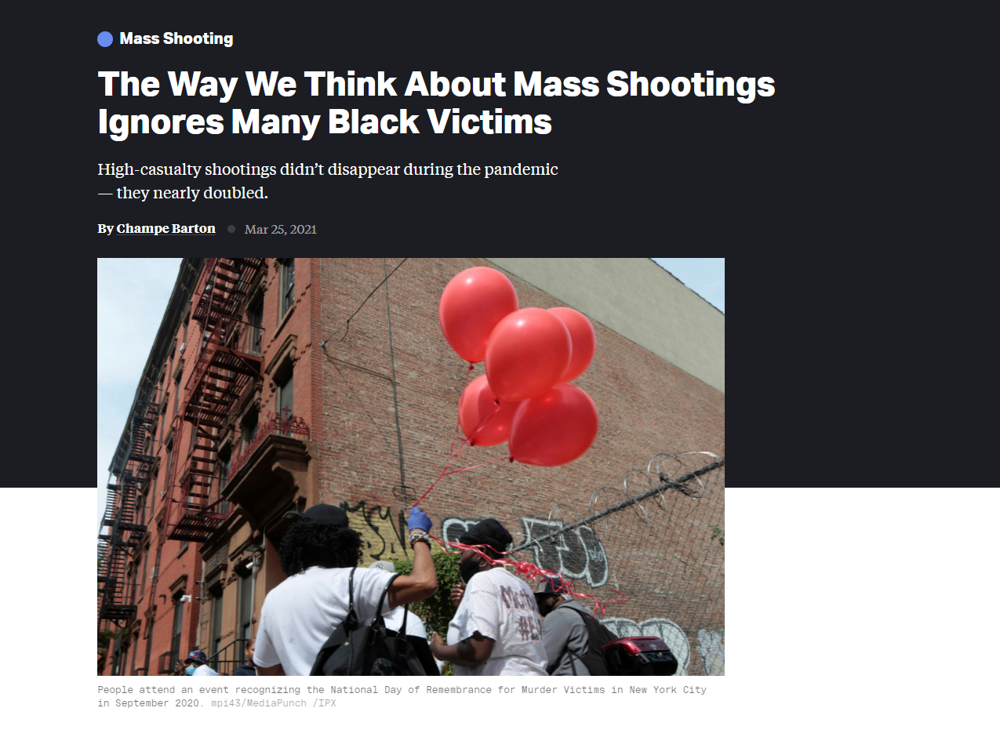 Mass Shooting
The Way We Think About Mass Shootings
Ignores Many Black Victims
High-casualty shootings didn’t disappear during the pandemic
— they nearly doubled.
By Champe Barton
Mar 25, 2021
People attend an event recognizing the National Day of Remembrance for Murder Victims in New York City
in September 2020. mpi43/MediaPunch /IPX